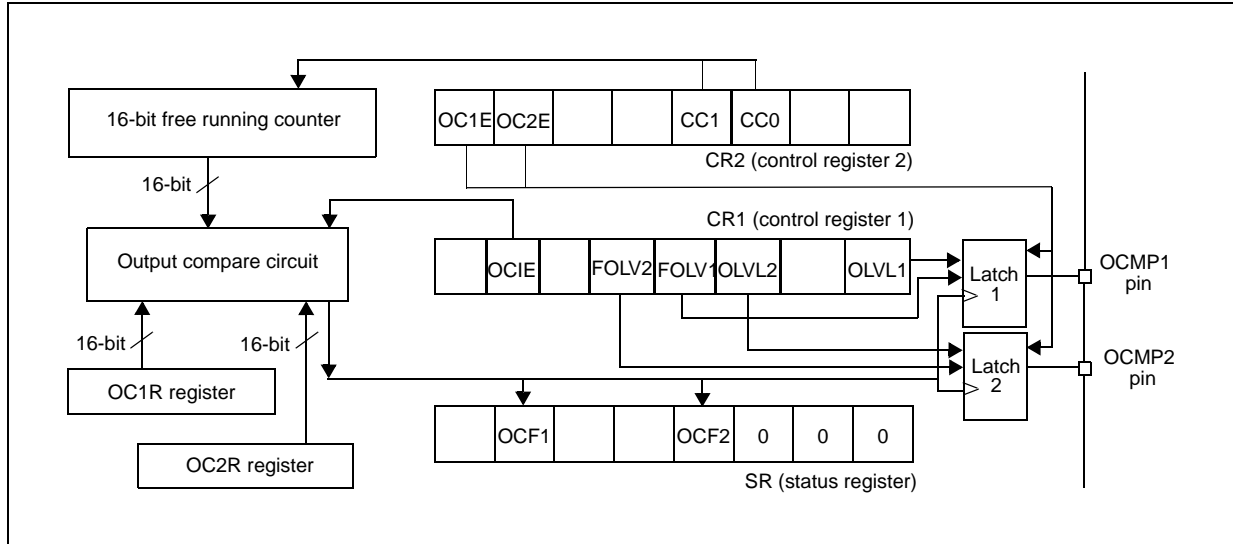 16-bit free running counter
OC1E OC2E CC1 CC0
CR2 (control register 2)
16-bit
CR1 (control register 1)
Output compare circuit
OCIE FOLV2 FOLV1 OLVL2 OLVL1
Latch
1
OCMP1
pin
16-bit
16-bit
Latch
2
OCMP2
pin
OC1R register
OCF1 OCF2 0 0 0
OC2R register
SR (status register)